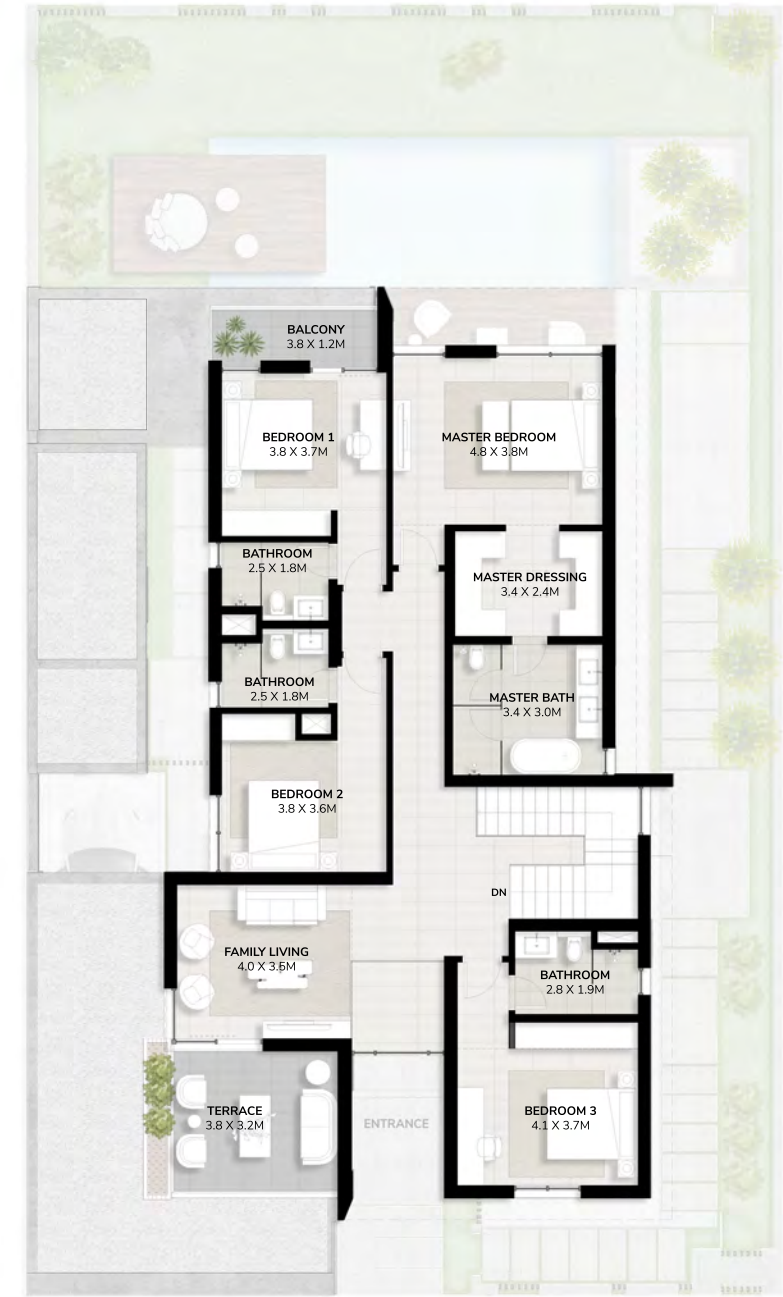 BALCONY
3.8 X 1.2M
BEDROOM 1
3.8 X 3.7M
MASTER BEDROOM
4.8 X 3.8M
BATHROOM
2.5 X 1.8M
MASTER DRESSING
3.4 X 2.4M
BATHROOM
2.5 X 1.8M
MASTER BATH
3.4 X 3.0M
BEDROOM 2
3.8 X 3.6M
DN
FAMILY LIVING
4.0 X 3.5M
BATHROOM
2.8 X 1.9M
TERRACE
3.8 X 3.2M
ENTRANCE
BEDROOM 3
4.1 X 3.7M